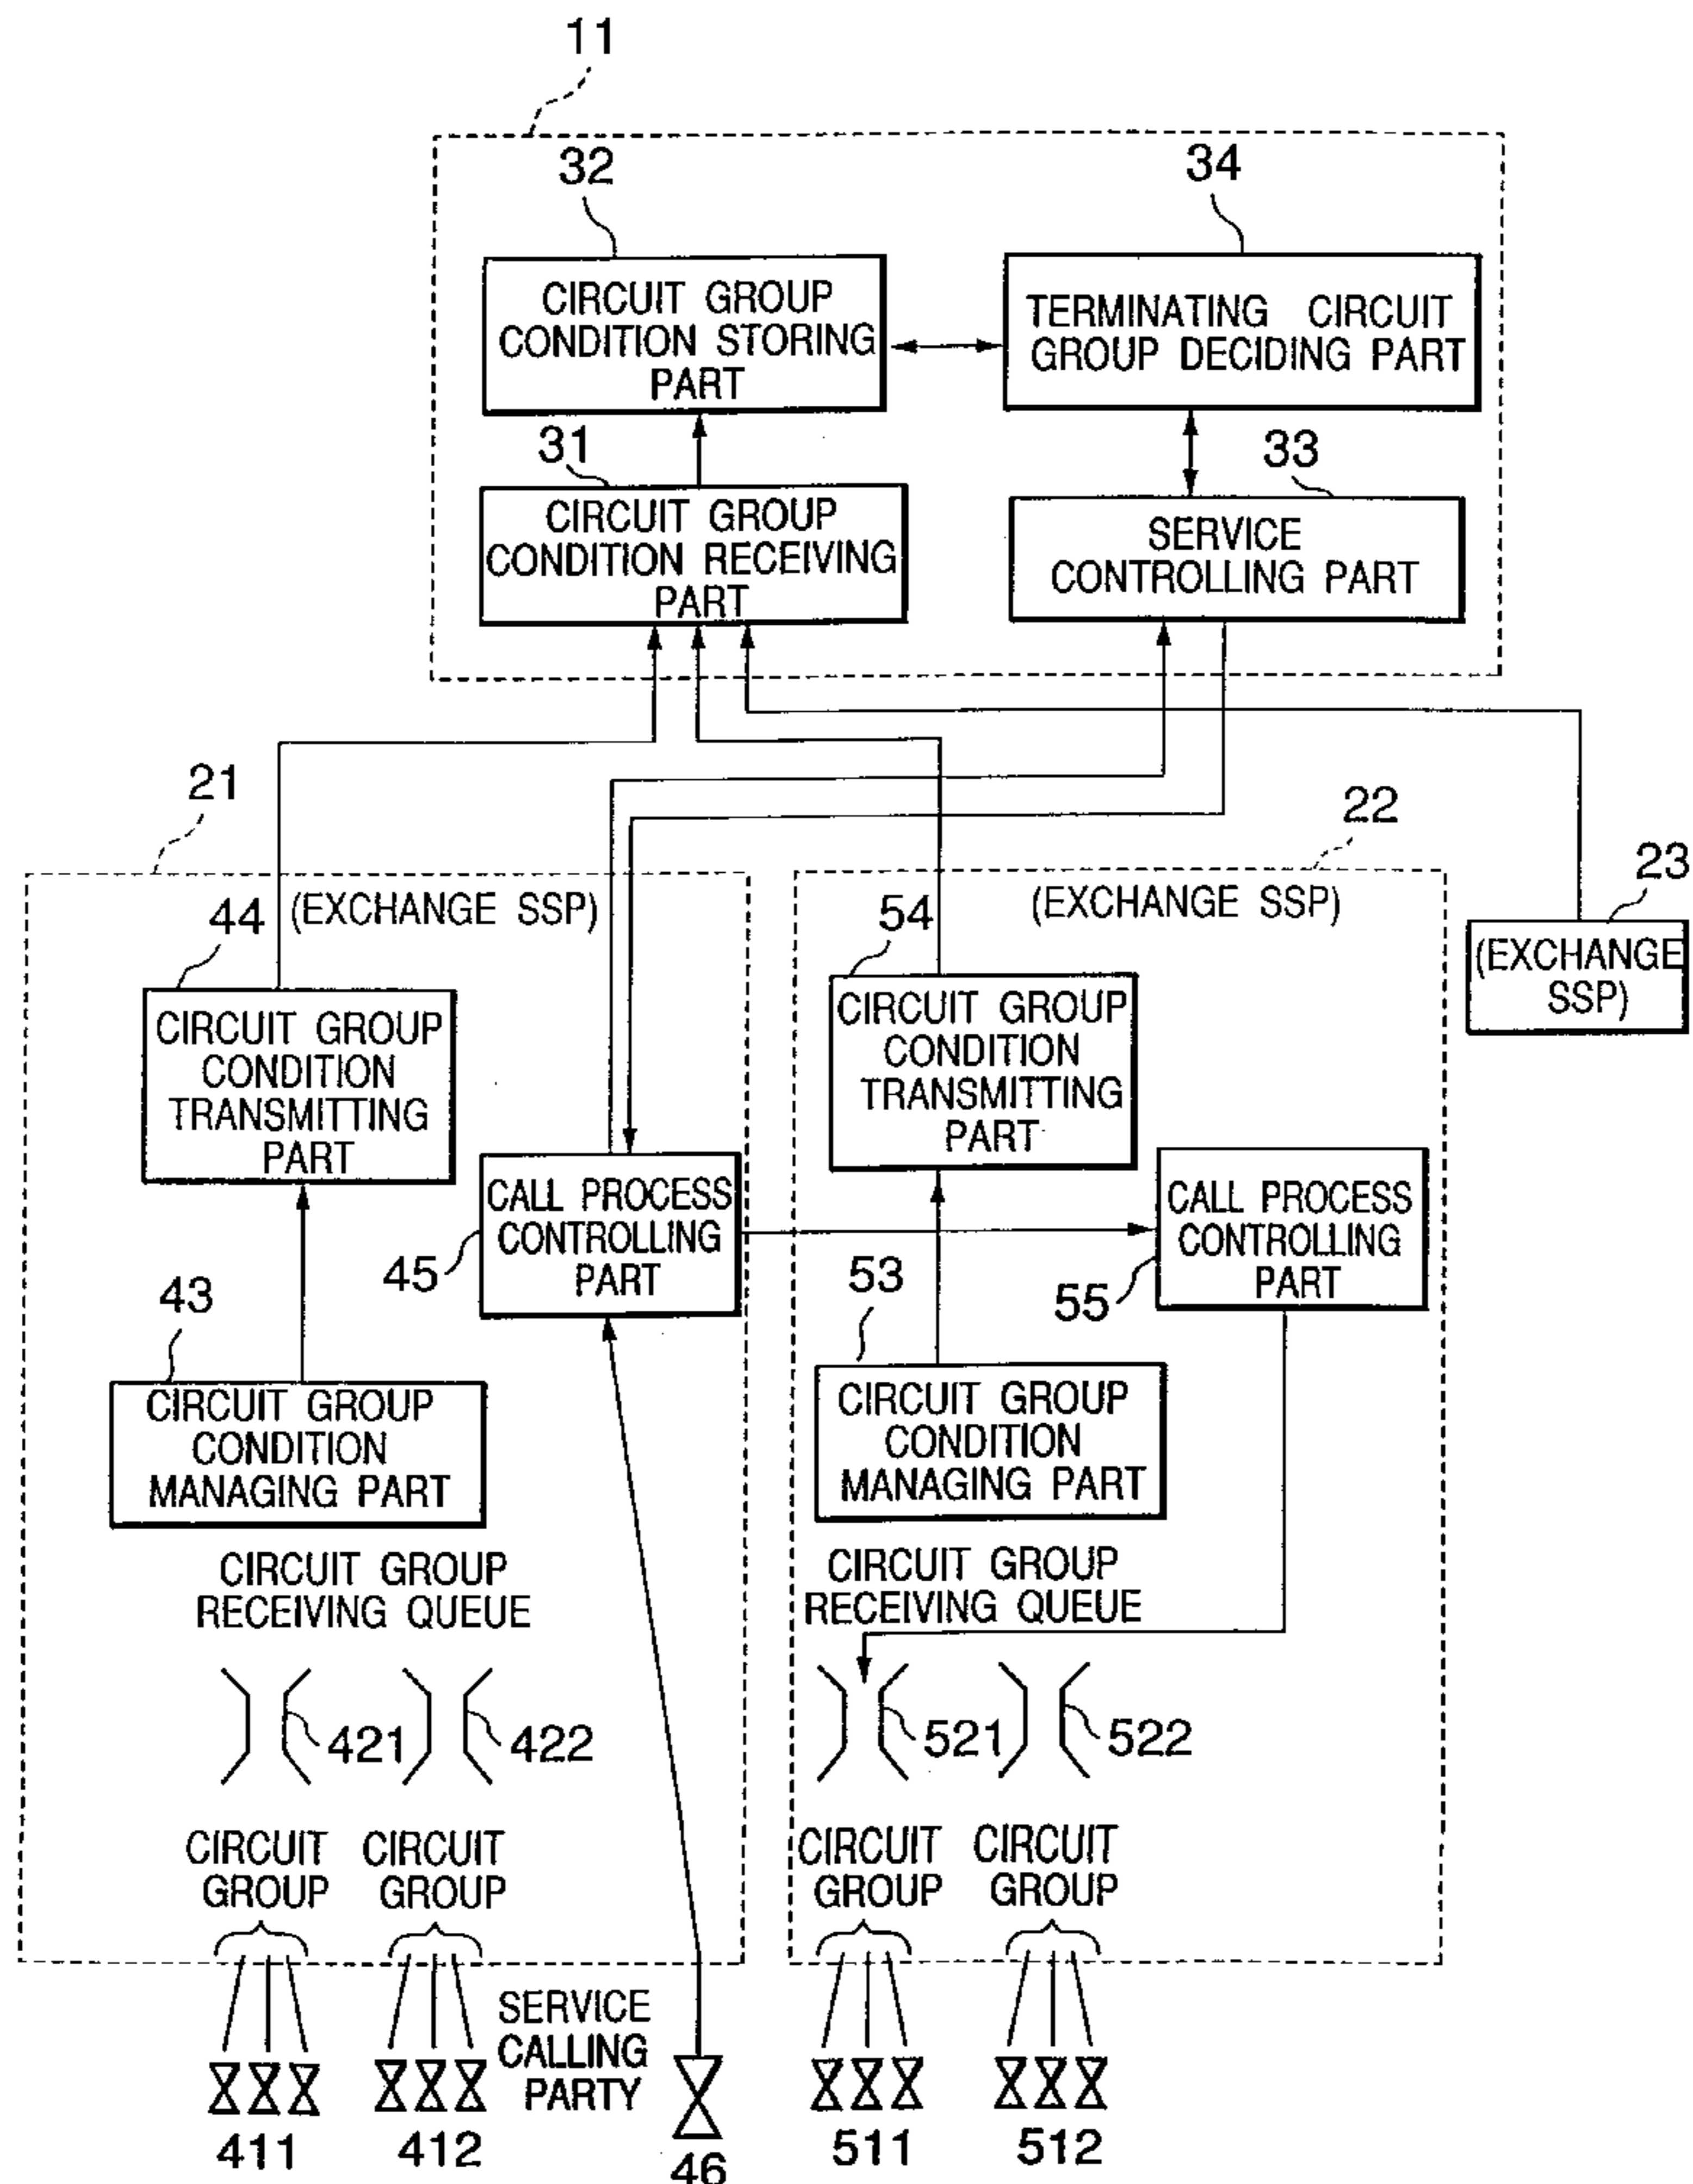 11
32
34
CIRCUIT GROUP
CONDITION STORING
PART
TERMINATING CIRCUIT
GROUP DECIDING PART
31
33
CIRCUIT GROUP
CONDITION RECEIVING
PART
SERVICE
CONTROLLING PART
21
22
23
(EXCHANGE SSP)
(EXCHANGE SSP)
(EXCHANGE
SSP)
44
54
CIRCUIT GROUP
CONDITION
TRANSMITTING
PART
CIRCUIT GROUP
CONDITION
TRANSMITTING
PART
CALL PROCESS
CONTROLLING
PART
45
CALL PROCESS
CONTROLLING
PART
55
43
53
CIRCUIT GROUP
CONDITION
MANAGING PART
CIRCUIT GROUP
CONDITION
MANAGING PART
CIRCUIT GROUP
RECEIVING QUEUE
CIRCUIT GROUP
RECEIVING QUEUE
421
422
521
522
CIRCUIT
GROUP
CIRCUIT
GROUP
CIRCUIT
GROUP
CIRCUIT
GROUP
SERVICE
CALLING
PARTY
411
412
46
511
512